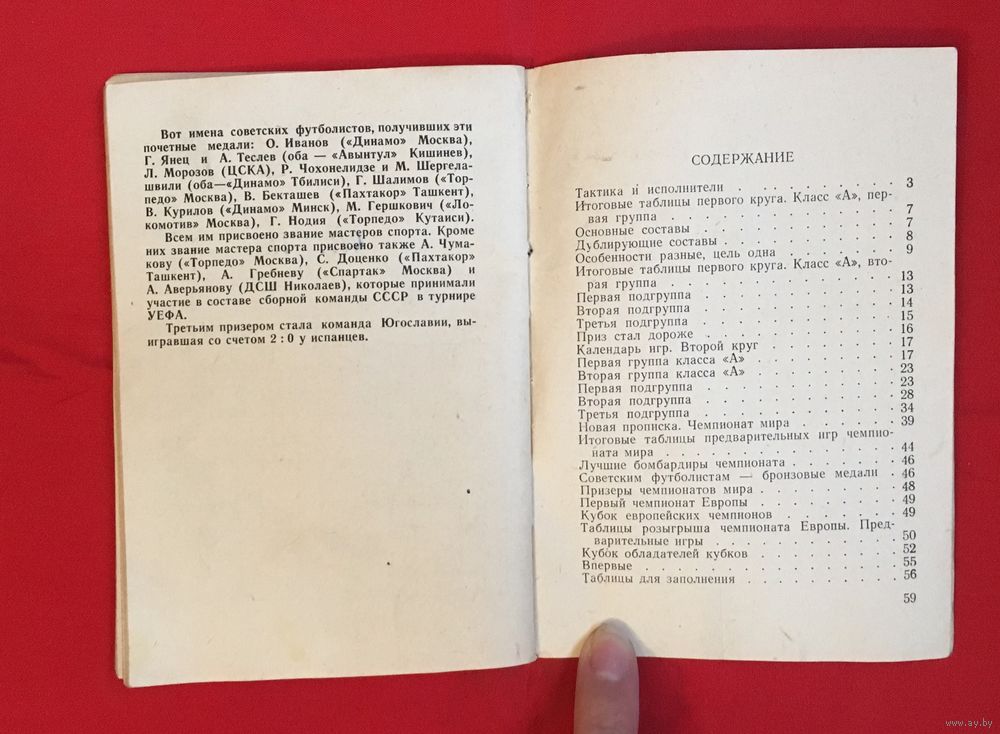 Вот имена советских футболистов, получивших эти
почетные медали: О. Иванов («Динамо» Москва),
Г. Янец и А. Теслев (оба — «Авынтул» Кишинев),
Л. Морозов (ЦСКА), Р. Чохонелидзе и М. Шергела-
швили (оба—«Динамо» Тбилиси), Г. Шалимов («Тор-
педо» Москва), В. Бекташев («Пахтакор» Ташкент),
В. Курилов («Динамо» Минск), М. Гершкович («Ло-
комотив» Москва), Г. Нодия («Торпедо» Кутаиси).
Всем им присвоено звание мастеров спорта. Кроме
них звание мастера спорта присвоено также А. Чума-
кову («Торпедо» Москва), С. Доценко («Пахтакор»
Ташкент), А. Гребневу («Спартак» Москва) и
А. Аверьянову (ДСШ Николаев), которые принимали
участие в составе сборной команды СССР в турнире
УЕФА.
Третьим призером стала команда Югославии, вы-
игравшая со счетом 2 : 0 у испанцев.
СОДЕРЖАНИЕ
Тактика и исполнители . . . . . . . . . 3
Итоговые таблицы первого круга. Класс «А», пер-
вая группа . . . . . . . . . . . 7
Основные составы . . . . . . . . . . 7
Дублирующие составы . . . . . . . . . 8
Особенности разные, цель одна . . . . . . 9
Итоговые таблицы первого круга. Класс «А», вто-
рая группа . . . . . . . . . . . 13
Первая подгруппа . . . . . . . . . . 13
Вторая подгруппа . . . . . . . . . . 14
Третья подгруппа . . . . . . . . . . 15
Приз стал дороже . . . . . . . . . . 16
Календарь игр. Второй круг . . . . . . . 17
Первая группа класса «А» . . . . . . . . 17
Вторая группа класса «А» . . . . . . . . 23
Первая подгруппа . . . . . . . . . . 23
Вторая подгруппа . . . . . . . . . . 28
Третья подгруппа . . . . . . . . . . 34
Новая прописка. Чемпионат мира . . . . . . 39
Итоговые таблицы предварительных игр чемпио-
ната мира . . . . . . . . . . . 44
Лучшие бомбардиры чемпионата . . . . . . 46
Советским футболистам — бронзовые медали . 46
Призеры чемпионатов мира . . . . . . . . 48
Первый чемпионат Европы . . . . . . . . 49
Кубок европейских чемпионов . . . . . . . 49
Таблицы розыгрыша чемпионата Европы. Пред-
варительные игры . . . . . . . . . 50
Кубок обладателей кубков . . . . . . . . 52
Впервые . . . . . . . . . . . . . 55
Таблицы для заполнения . . . . . . . . . 56
59
www.ay.by